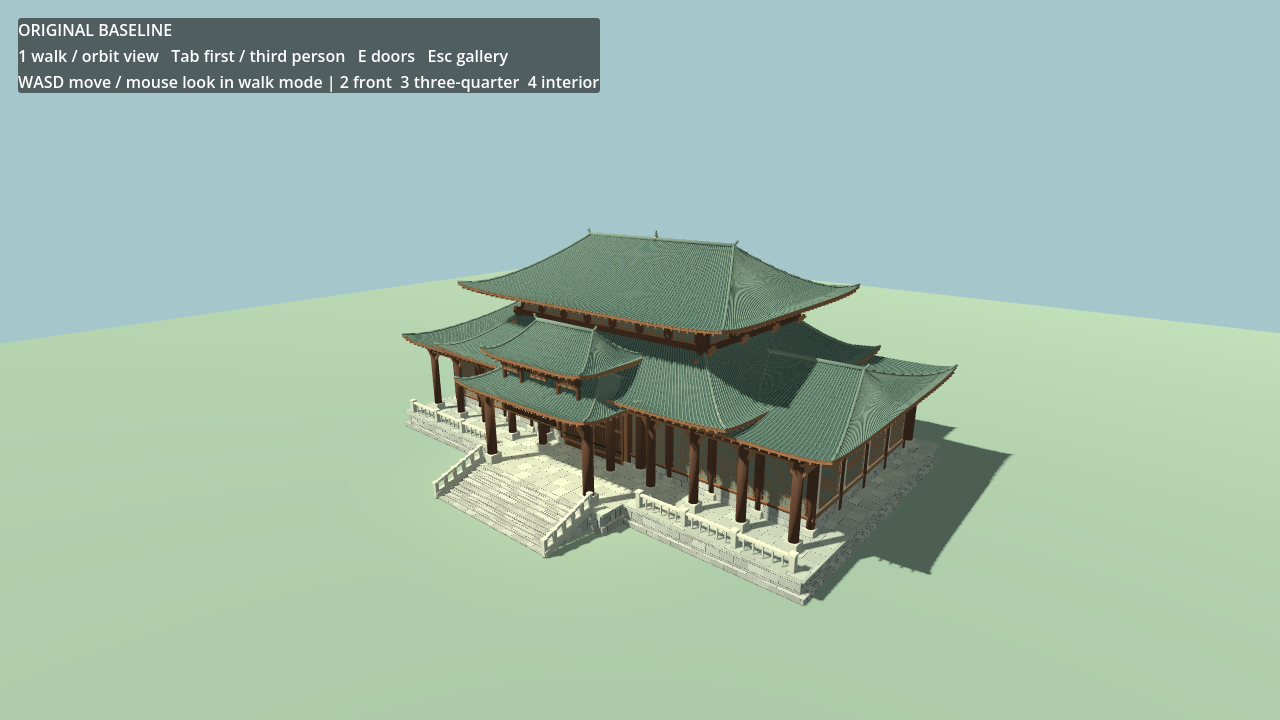 ORIGINAL BASELINE
1 walk / orbit view   Tab first / third person   E doors   Esc gallery
WASD move / mouse look in walk mode | 2 front  3 three-quarter  4 interior